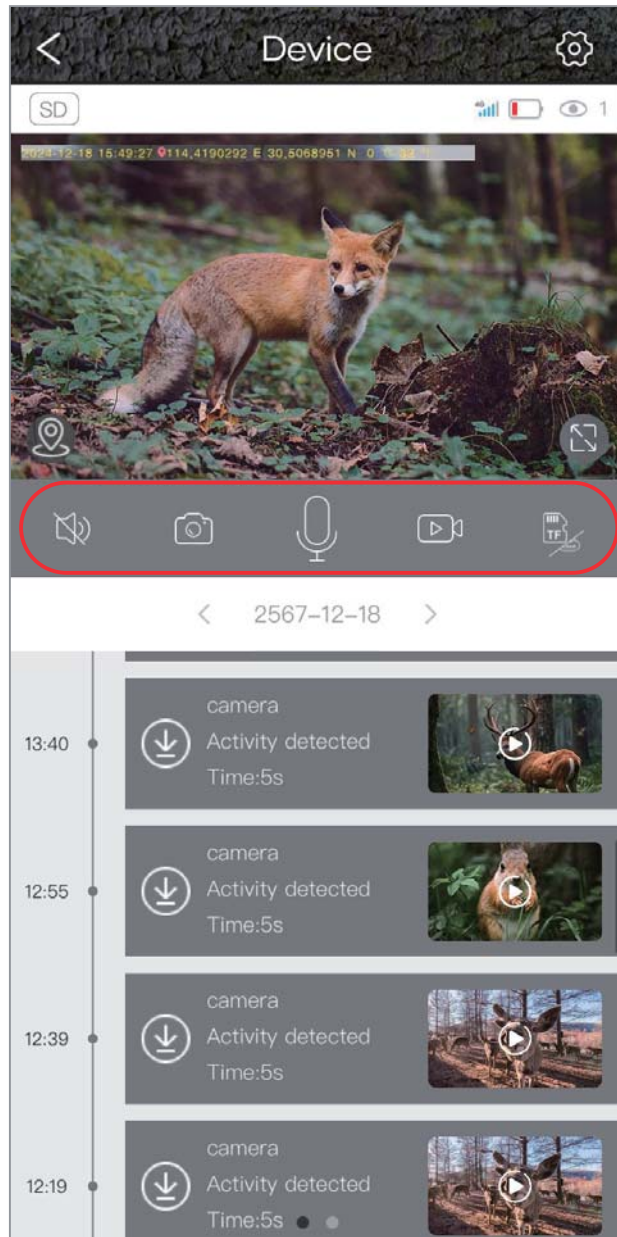 Device
SD
4G 1
2024-12-18 15:49:27 114,4190292 E 30,5068951 N 0
TF
2567-12-18
13:40
camera
Activity detected
Time:5s
12:55
camera
Activity detected
Time:5s
12:39
camera
Activity detected
Time:5s
12:19
camera
Activity detected
Time:5s